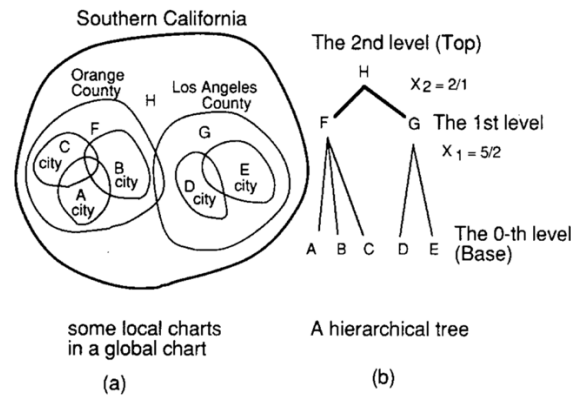 Southern California
Orange
County
H
Los Angeles
County
F
G
C
city
B
city
A
city
D
city
E
city
some local charts
in a global chart
(a)
The 2nd level (Top)
H
X2 = 2/1
F
G
The 1st level
X1 = 5/2
A B C D E
The 0-th level
(Base)
A hierarchical tree
(b)